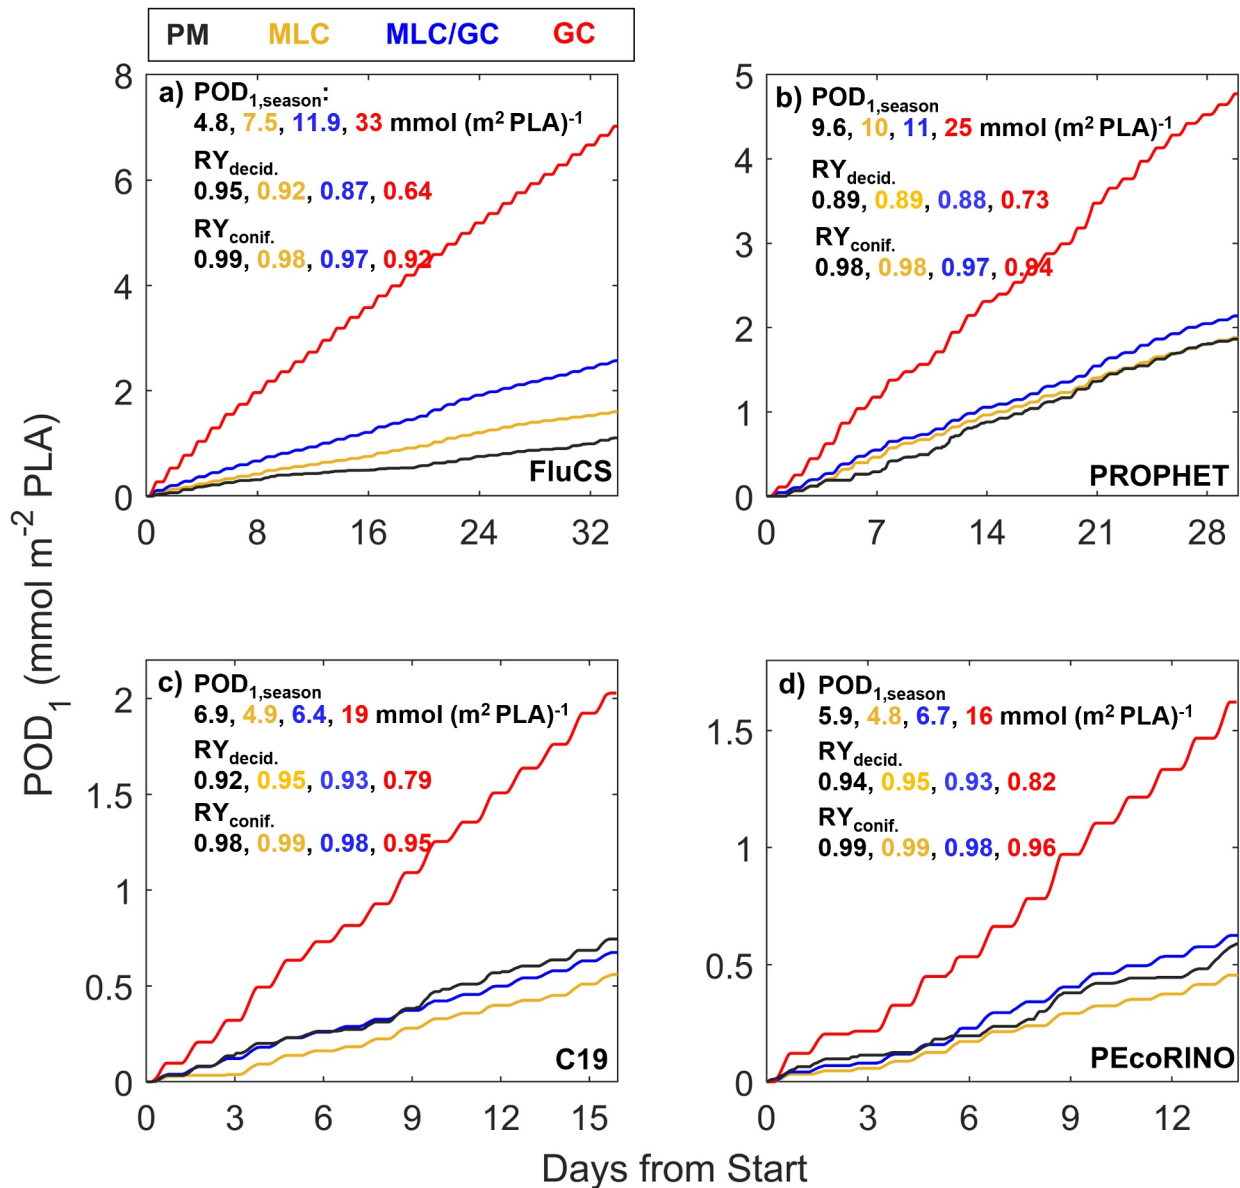 PM MLC MLC/GC GC
POD₁ (mmol m⁻² PLA)
a) POD₁,season:
4.8, 7.5, 11.9, 33 mmol (m² PLA)⁻¹
RYdecid.
0.95, 0.92, 0.87, 0.64
RYconif.
0.99, 0.98, 0.97, 0.92
FluCS
8
6
4
2
0
0 8 16 24 32
b) POD₁,season
9.6, 10, 11, 25 mmol (m² PLA)⁻¹
RYdecid.
0.89, 0.89, 0.88, 0.73
RYconif.
0.98, 0.98, 0.97, 0.94
PROPHET
5
4
3
2
1
0
0 7 14 21 28
c) POD₁,season
6.9, 4.9, 6.4, 19 mmol (m² PLA)⁻¹
RYdecid.
0.92, 0.95, 0.93, 0.79
RYconif.
0.98, 0.99, 0.98, 0.95
C19
2
1.5
1
0.5
0
0 3 6 9 12 15
d) POD₁,season
5.9, 4.8, 6.7, 16 mmol (m² PLA)⁻¹
RYdecid.
0.94, 0.95, 0.93, 0.82
RYconif.
0.99, 0.99, 0.98, 0.96
PEcoRINO
1.5
1
0.5
0
0 3 6 9 12
Days from Start